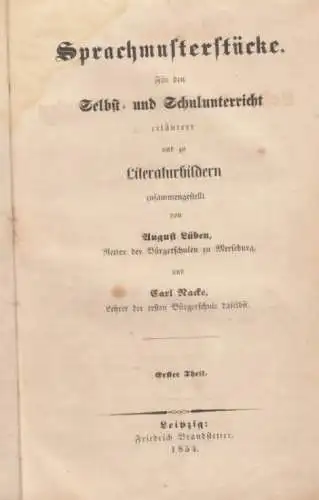 Sprachmusterstücke.
Für den
Selbst- und Schulunterricht
erläutert
und zu
Literaturbildern
zusammengestellt
von
August Lüben,
Rector der Bürgerschulen zu Merseburg,
und
Carl Nacke,
Lehrer der ersten Bürgerschule daselbst.
Erster Theil.
Leipzig:
Friedrich Brandstetter.
1854.